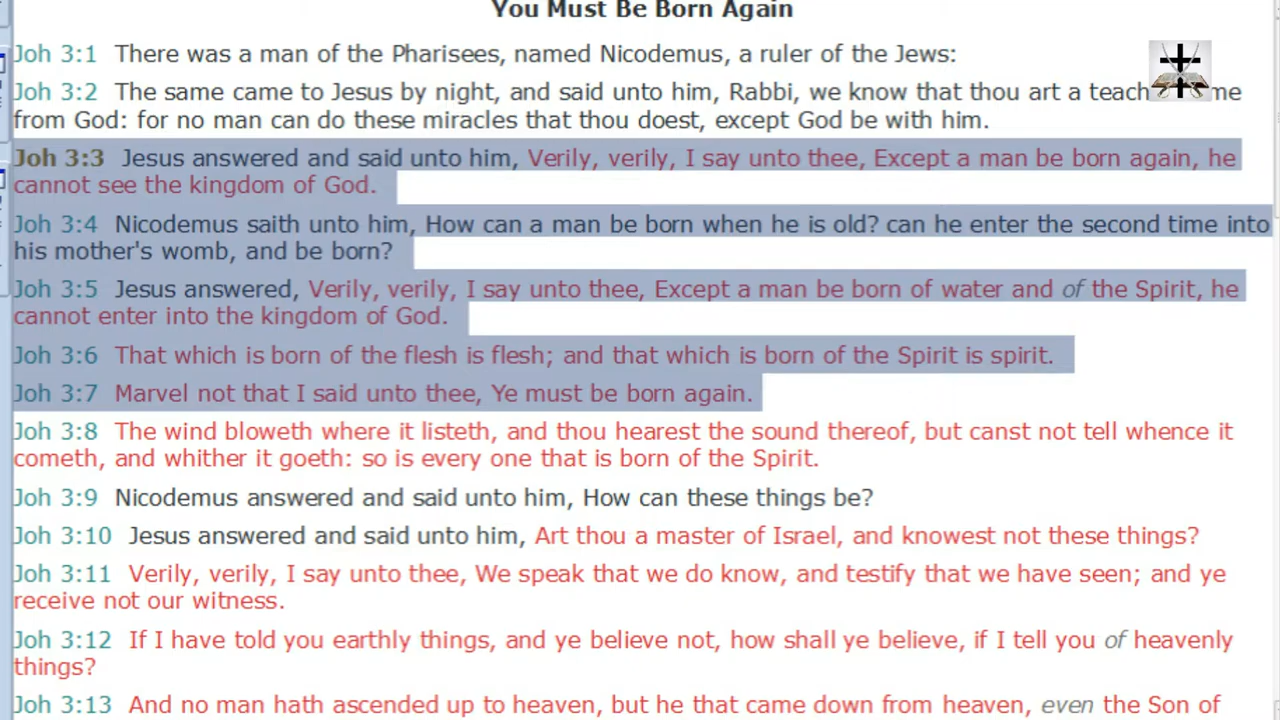 You Must Be Born Again
Joh 3:1 There was a man of the Pharisees, named Nicodemus, a ruler of the Jews:
Joh 3:2 The same came to Jesus by night, and said unto him, Rabbi, we know that thou art a teach me
from God: for no man can do these miracles that thou doest, except God be with him.
Joh 3:3 Jesus answered and said unto him, Verily, verily, I say unto thee, Except a man be born again, he
cannot see the kingdom of God.
Joh 3:4 Nicodemus saith unto him, How can a man be born when he is old? can he enter the second time into
his mother's womb, and be born?
Joh 3:5 Jesus answered, Verily, verily, I say unto thee, Except a man be born of water and of the Spirit, he
cannot enter into the kingdom of God.
Joh 3:6 That which is born of the flesh is flesh; and that which is born of the Spirit is spirit.
Joh 3:7 Marvel not that I said unto thee, Ye must be born again.
Joh 3:8 The wind bloweth where it listeth, and thou hearest the sound thereof, but canst not tell whence it
cometh, and whither it goeth: so is every one that is born of the Spirit.
Joh 3:9 Nicodemus answered and said unto him, How can these things be?
Joh 3:10 Jesus answered and said unto him, Art thou a master of Israel, and knowest not these things?
Joh 3:11 Verily, verily, I say unto thee, We speak that we do know, and testify that we have seen; and ye
receive not our witness.
Joh 3:12 If I have told you earthly things, and ye believe not, how shall ye believe, if I tell you of heavenly
things?
Joh 3:13 And no man hath ascended up to heaven, but he that came down from heaven, even the Son of